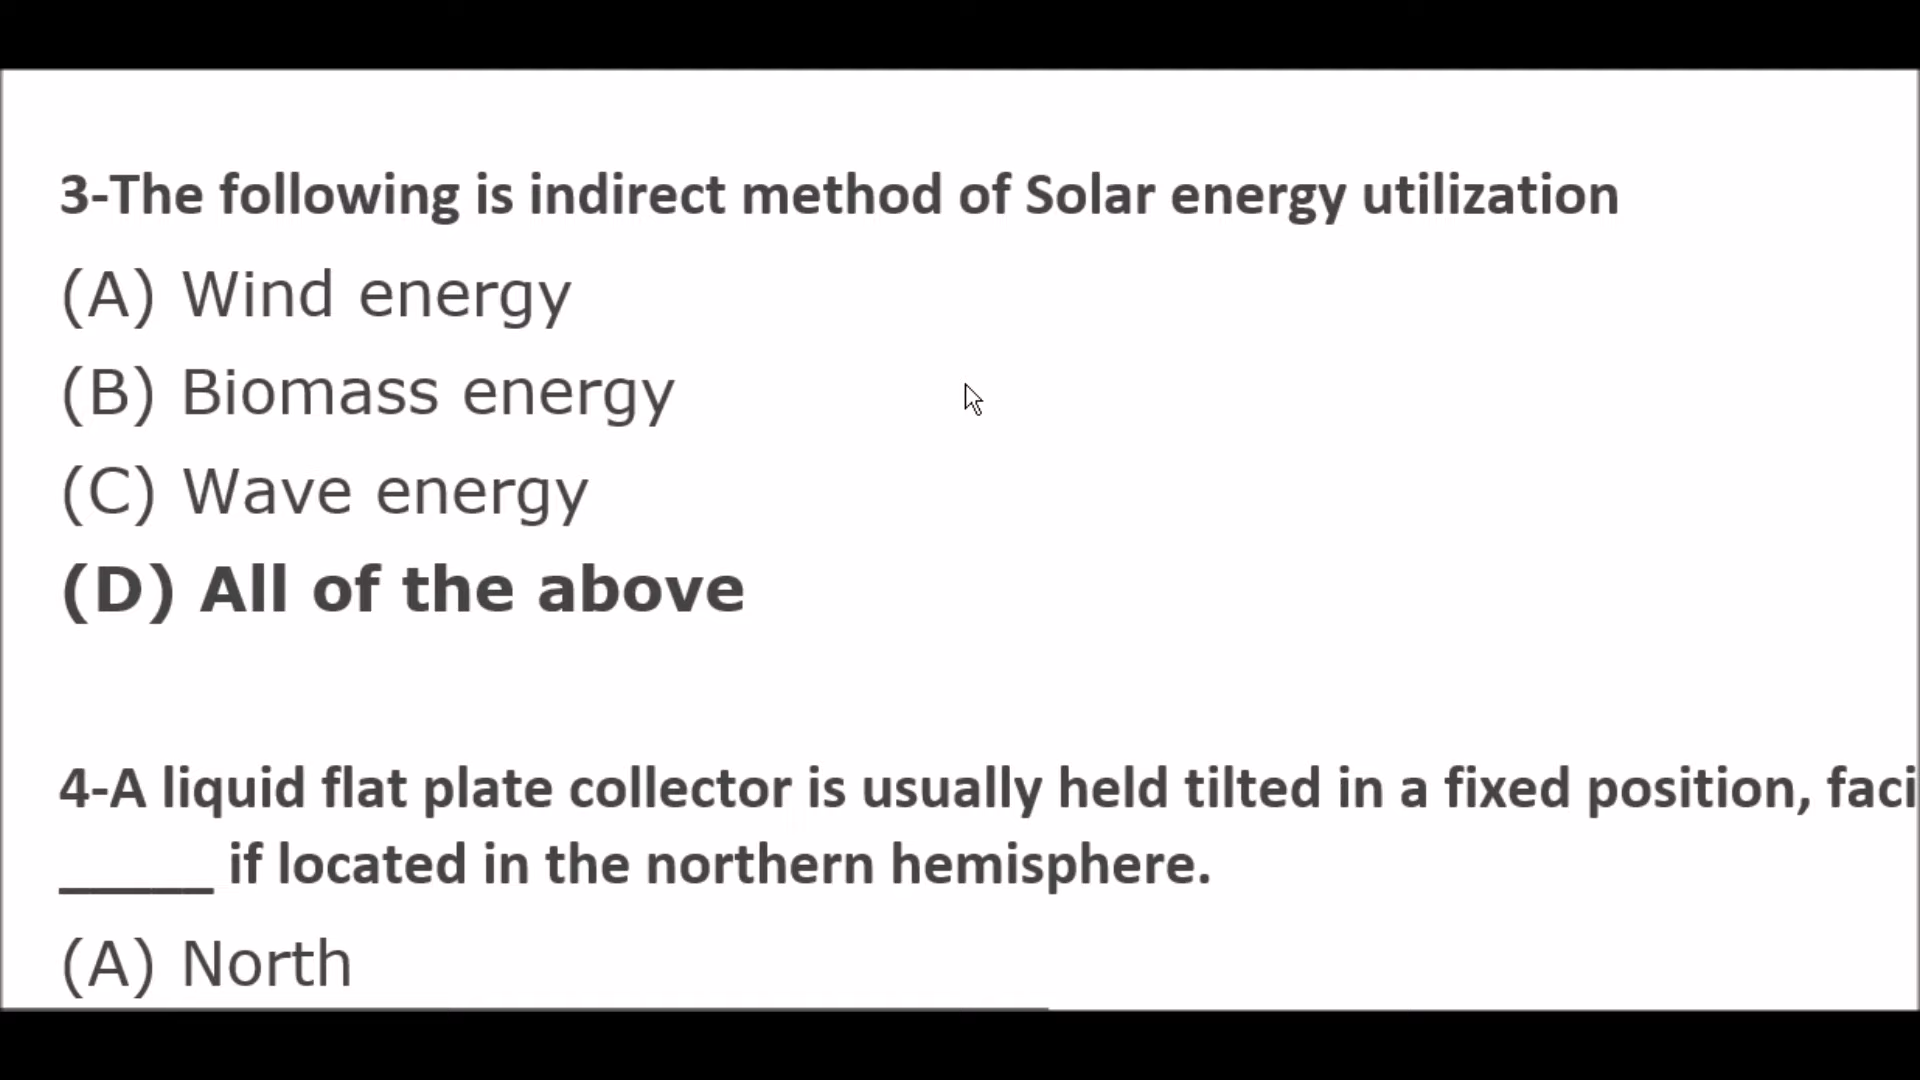 3-The following is indirect method of Solar energy utilization
(A) Wind energy
(B) Biomass energy
(C) Wave energy
(D) All of the above
4-A liquid flat plate collector is usually held tilted in a fixed position, faci
_____ if located in the northern hemisphere.
(A) North